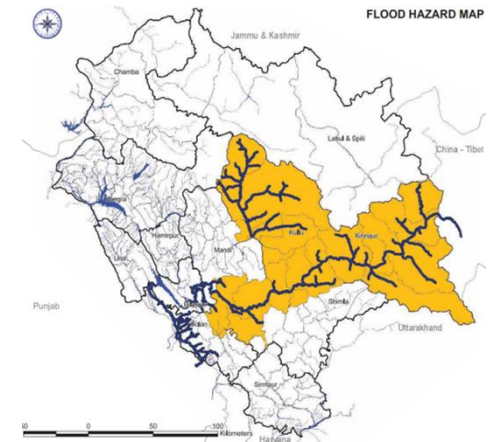 FLOOD HAZARD MAP
Jammu & Kashmir
Chamba
Lahul & Spiti
China - Tibet
Kangra
Kullu
Kinnaur
Hamirpur
Mandi
Una
Punjab
Shimla
Solan
Uttarakhand
Sirmaur
0 50 100
Kilometers
Haryana